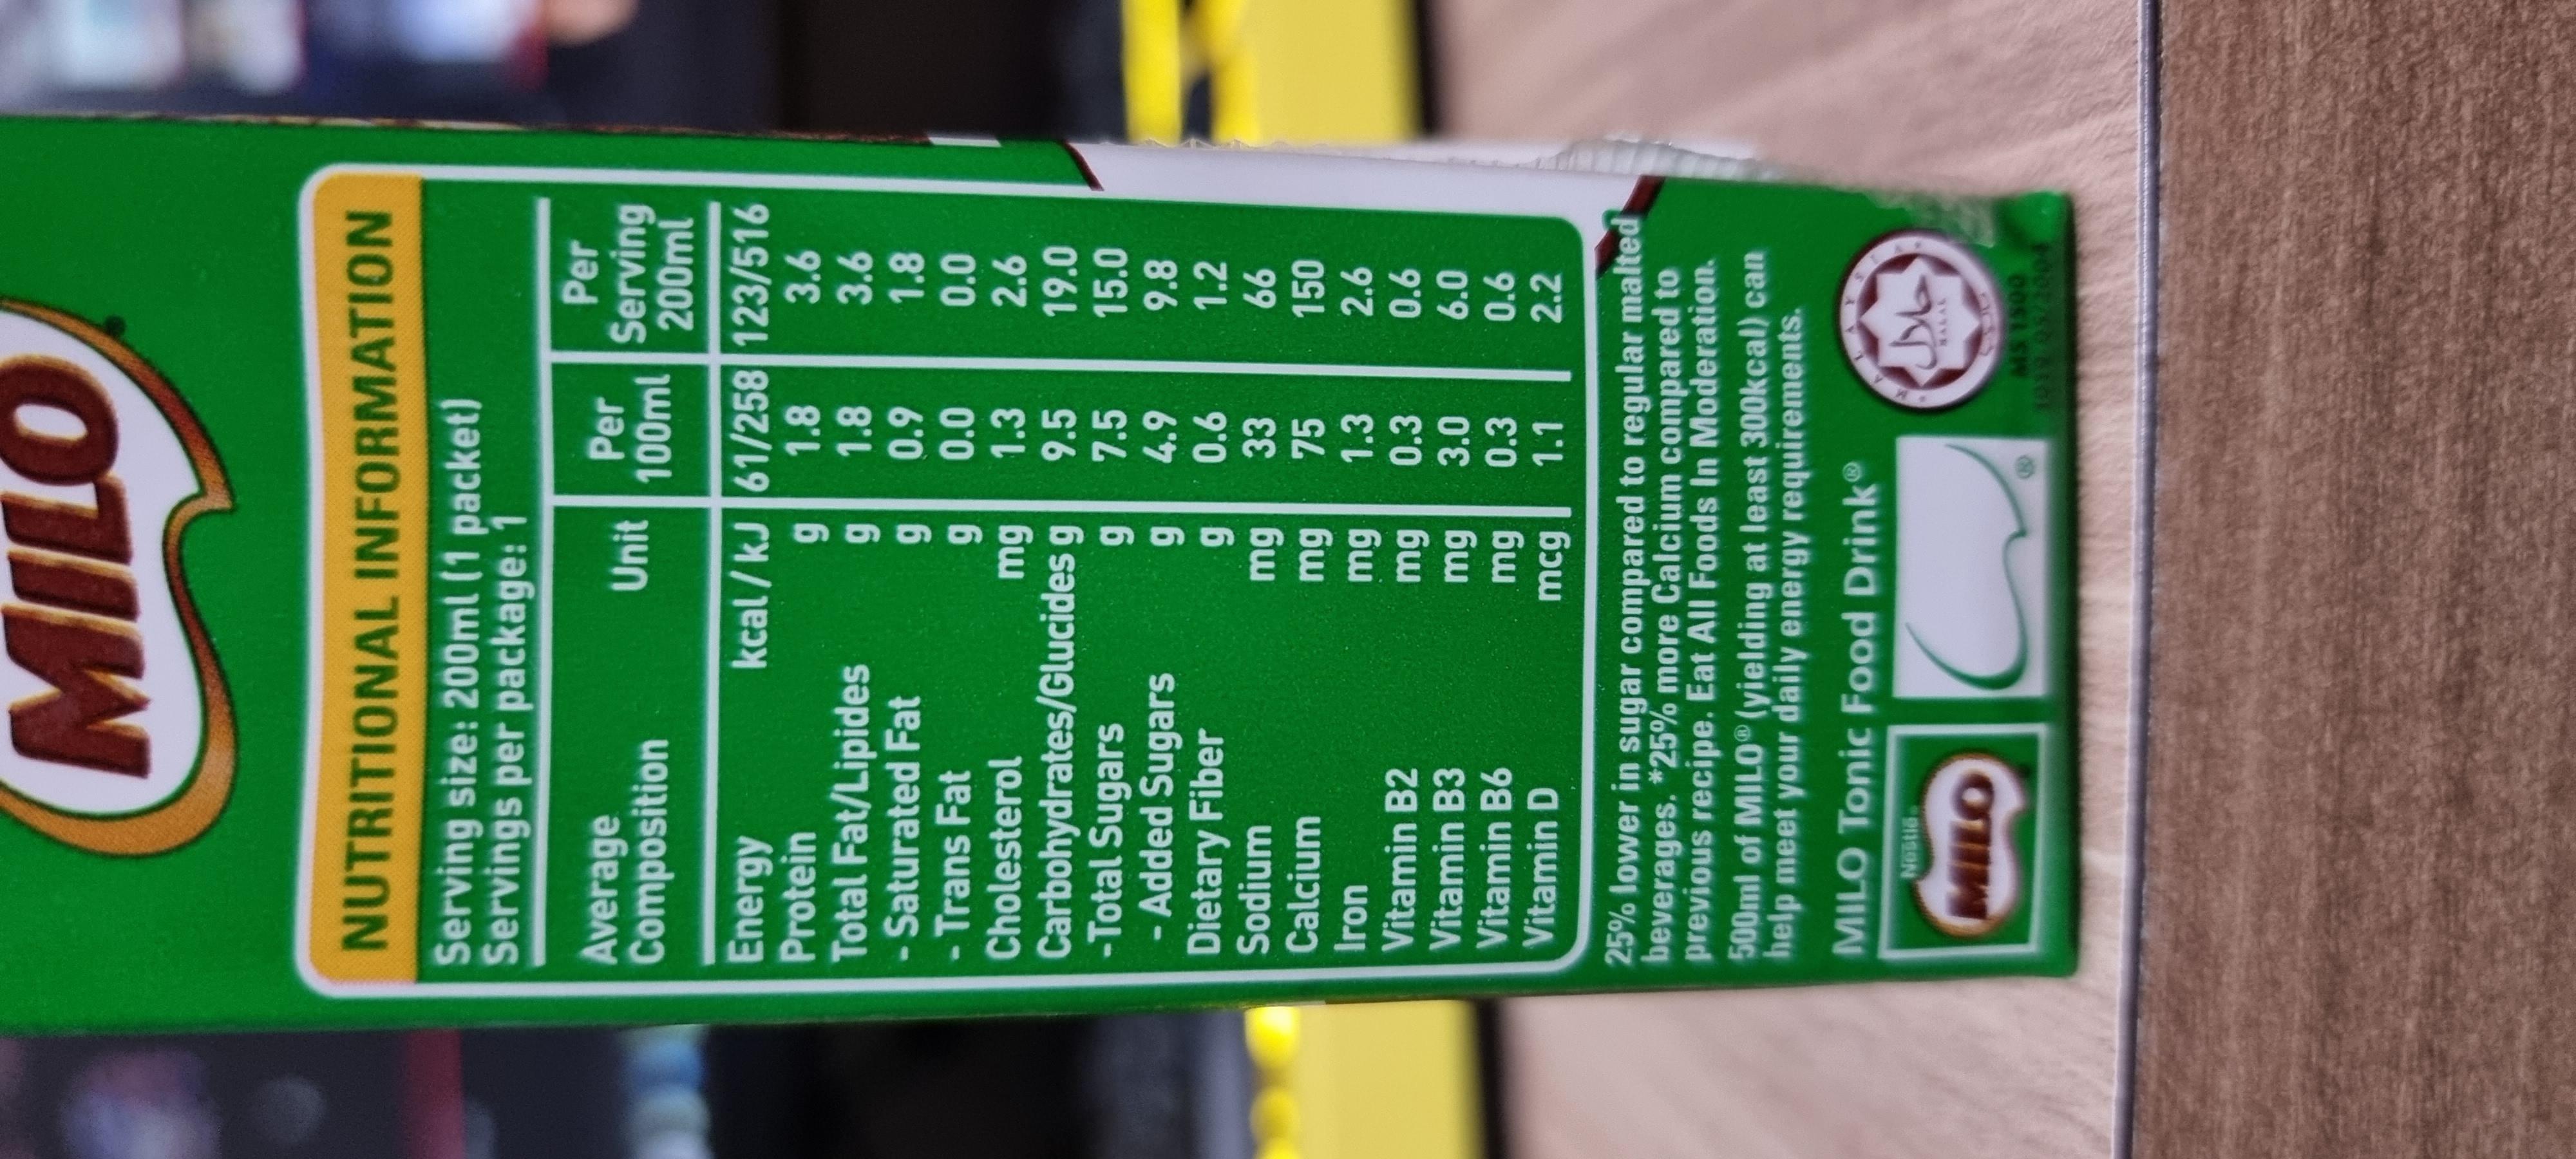 MILO
NUTRITIONAL INFORMATION
Serving size: 200ml (1 packet)
Servings per package: 1
Average Composition Unit Per 100ml Per Serving 200ml
Energy kcal / kJ 61/258 123/516
Protein g 1.8 3.6
Total Fat/Lipides g 1.8 3.6
- Saturated Fat g 0.9 1.8
- Trans Fat g 0.0 0.0
Cholesterol mg 1.3 2.6
Carbohydrates/Glucides g 9.5 19.0
-Total Sugars g 7.5 15.0
- Added Sugars g 4.9 9.8
Dietary Fiber g 0.6 1.2
Sodium mg 33 66
Calcium mg 75 150
Iron mg 1.3 2.6
Vitamin B2 mg 0.3 0.6
Vitamin B3 mg 3.0 6.0
Vitamin B6 mg 0.3 0.6
Vitamin D mcg 1.1 2.2
25% lower in sugar compared to regular malted
beverages. *25% more Calcium compared to
previous recipe. Eat All Foods In Moderation.
500ml of MILO® (yielding at least 300kcal) can
help meet your daily energy requirements.
MILO Tonic Food Drink®
Nestlé
MILO
®
MALAYSIA
حلال
HALAL
MS 1500
1019-05/2004